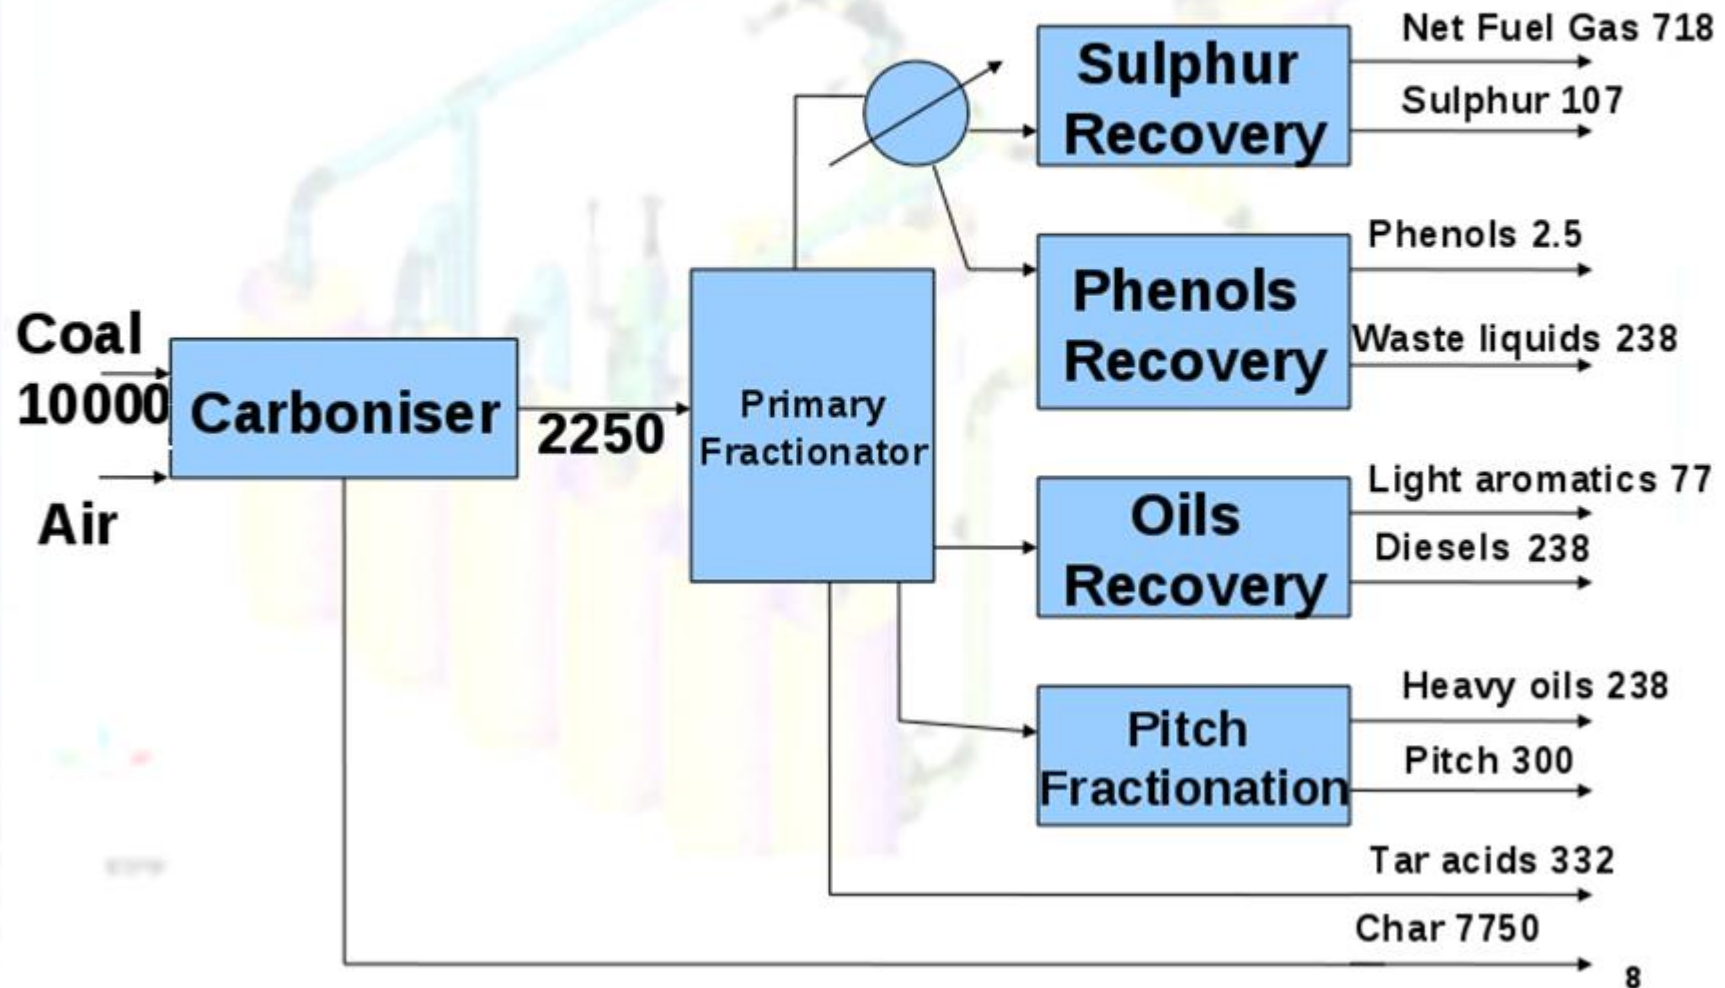 Net Fuel Gas 718
Sulphur
Recovery
Sulphur 107
Phenols 2.5
Phenols
Recovery
Waste liquids 238
Coal
10000
Carboniser
2250
Air
Primary
Fractionator
Light aromatics 77
Oils
Recovery
Diesels 238
Heavy oils 238
Pitch
Fractionation
Pitch 300
Tar acids 332
Char 7750
8